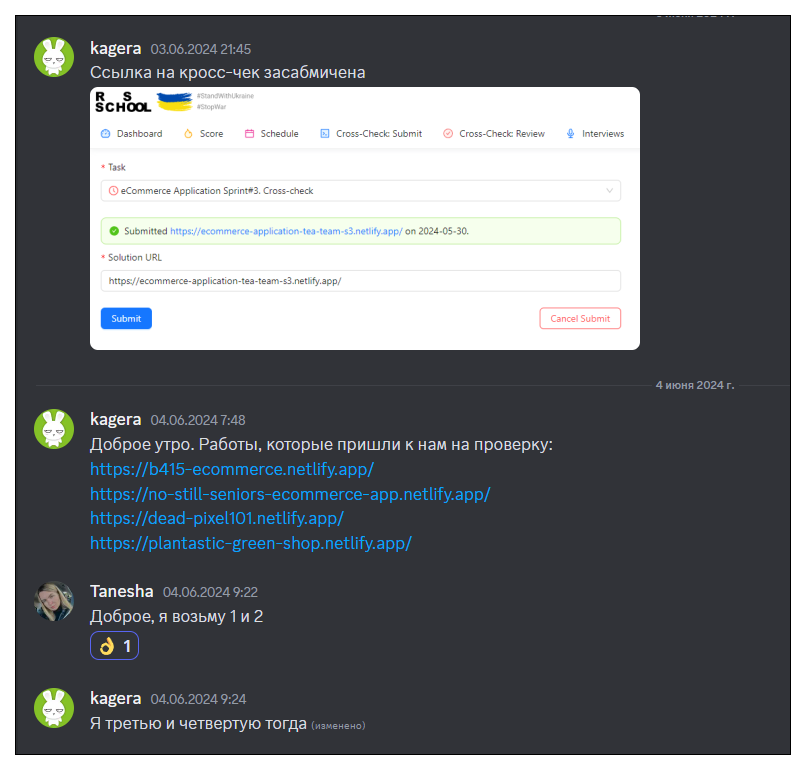 kagera 03.06.2024 21:45
Ссылка на кросс-чек засабмичена
RS
SCHOOL
#StandWithUkraine
#StopWar
Dashboard Score Schedule Cross-Check: Submit Cross-Check: Review Interviews
* Task
eCommerce Application Sprint#3. Cross-check
Submitted https://ecommerce-application-tea-team-s3.netlify.app/ on 2024-05-30.
* Solution URL
https://ecommerce-application-tea-team-s3.netlify.app/
Submit Cancel Submit
4 июня 2024 г.
kagera 04.06.2024 7:48
Доброе утро. Работы, которые пришли к нам на проверку:
https://b415-ecommerce.netlify.app/
https://no-still-seniors-ecommerce-app.netlify.app/
https://dead-pixel101.netlify.app/
https://plantastic-green-shop.netlify.app/
Tanesha 04.06.2024 9:22
Доброе, я возьму 1 и 2
👌 1
kagera 04.06.2024 9:24
Я третью и четвертую тогда (изменено)